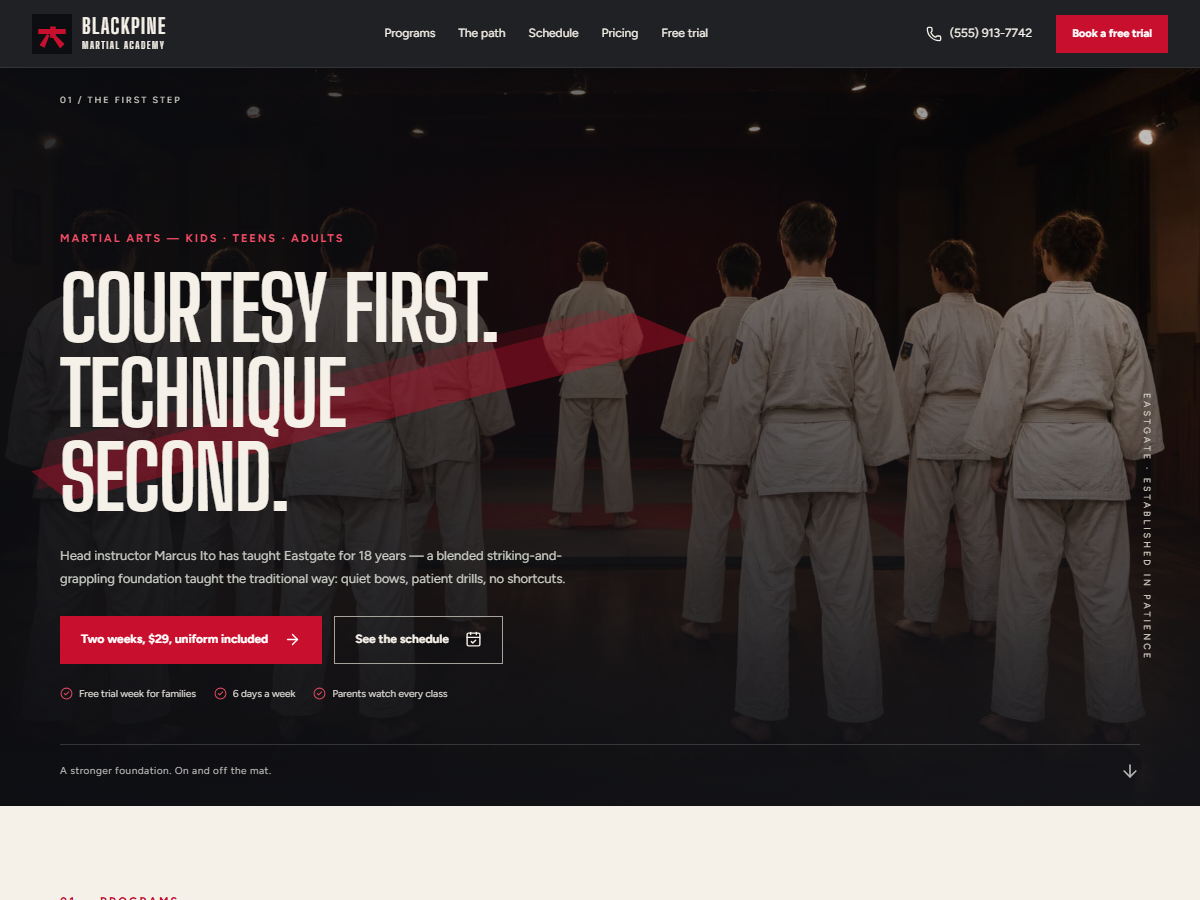 BLACKPINE
MARTIAL ACADEMY
Programs
The path
Schedule
Pricing
Free trial
(555) 913-7742
Book a free trial
01 / THE FIRST STEP
MARTIAL ARTS — KIDS · TEENS · ADULTS
COURTESY FIRST.
TECHNIQUE
SECOND.
Head instructor Marcus Ito has taught Eastgate for 18 years — a blended striking-and-
grappling foundation taught the traditional way: quiet bows, patient drills, no shortcuts.
Two weeks, $29, uniform included
See the schedule
Free trial week for families
6 days a week
Parents watch every class
EASTGATE · ESTABLISHED IN PATIENCE
A stronger foundation. On and off the mat.